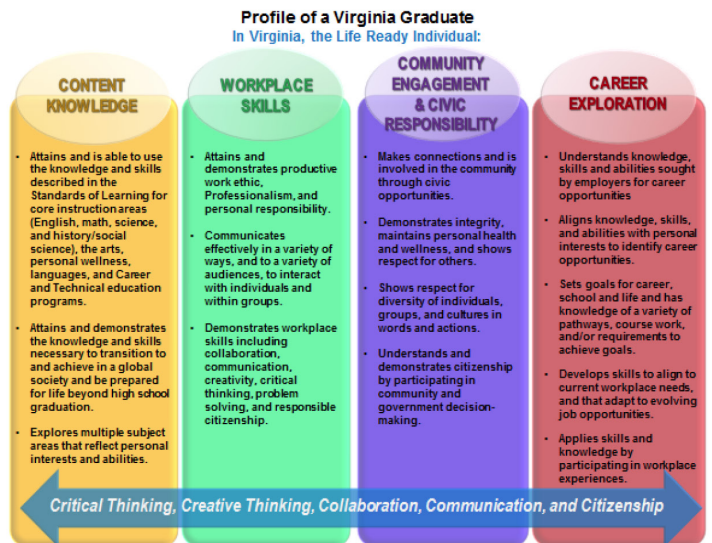 Profile of a Virginia Graduate
In Virginia, the Life Ready Individual:
CONTENT
KNOWLEDGE
• Attains and is able to use
the knowledge and skills
described in the
Standards of Learning for
core instruction areas
(English, math, science,
and history/social
science), the arts,
personal wellness,
languages, and Career
and Technical education
programs.
• Attains and demonstrates
the knowledge and skills
necessary to transition to
and achieve in a global
society and be prepared
for life beyond high school
graduation.
• Explores multiple subject
areas that reflect personal
interests and abilities.
WORKPLACE
SKILLS
• Attains and
demonstrates productive
work ethic,
Professionalism, and
personal responsibility.
• Communicates
effectively in a variety of
ways, and to a variety of
audiences, to interact
with individuals and
within groups.
• Demonstrates workplace
skills including
collaboration,
communication,
creativity, critical
thinking, problem
solving, and responsible
citizenship.
COMMUNITY
ENGAGEMENT
& CIVIC
RESPONSIBILITY
• Makes connections and is
involved in the community
through civic
opportunities.
• Demonstrates integrity,
maintains personal health
and wellness, and shows
respect for others.
• Shows respect for
diversity of individuals,
groups, and cultures in
words and actions.
• Understands and
demonstrates citizenship
by participating in
community and
government decision-
making.
CAREER
EXPLORATION
• Understands knowledge,
skills and abilities sought
by employers for career
opportunities
• Aligns knowledge, skills,
and abilities with personal
interests to identify career
opportunities.
• Sets goals for career,
school and life and has
knowledge of a variety of
pathways, course work,
and/or requirements to
achieve goals.
• Develops skills to align to
current workplace needs,
and that adapt to evolving
job opportunities.
• Applies skills and
knowledge by
participating in workplace
experiences.
Critical Thinking, Creative Thinking, Collaboration, Communication, and Citizenship